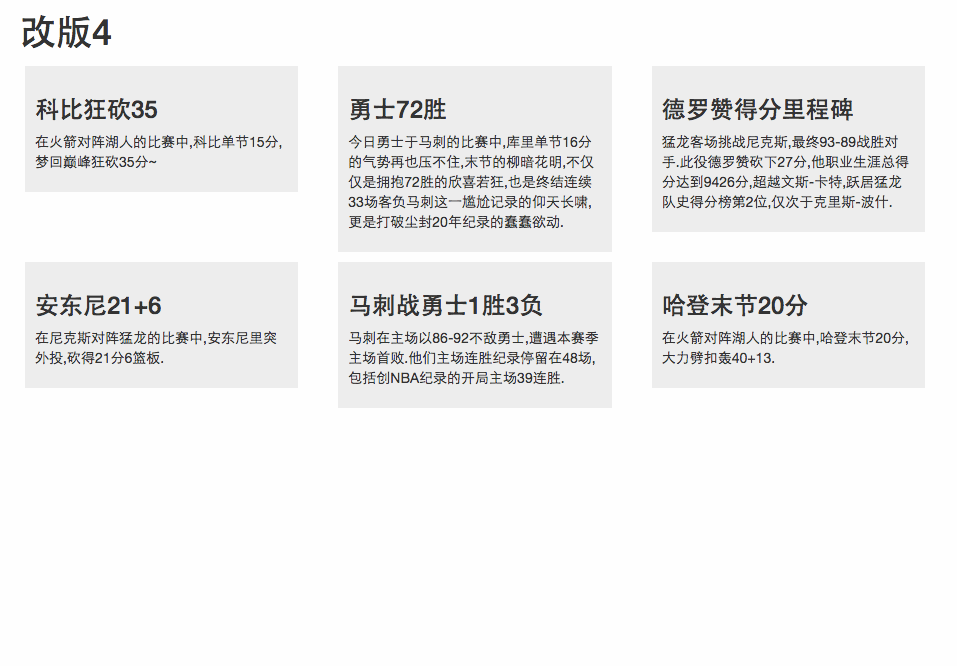 改版4
科比狂砍35
在火箭对阵湖人的比赛中,科比单节15分,
梦回巅峰狂砍35分~
勇士72胜
今日勇士于马刺的比赛中,库里单节16分
的气势再也压不住,末节的柳暗花明,不仅
仅是拥抱72胜的欣喜若狂,也是终结连续
33场客负马刺这一尴尬记录的仰天长啸,
更是打破尘封20年纪录的蠢蠢欲动.
德罗赞得分里程碑
猛龙客场挑战尼克斯,最终93-89战胜对
手.此役德罗赞砍下27分,他职业生涯总得
分达到9426分,超越文斯-卡特,跃居猛龙
队史得分榜第2位,仅次于克里斯-波什.
安东尼21+6
在尼克斯对阵猛龙的比赛中,安东尼里突
外投,砍得21分6篮板.
马刺战勇士1胜3负
马刺在主场以86-92不敌勇士,遭遇本赛季
主场首败.他们主场连胜纪录停留在48场,
包括创NBA纪录的开局主场39连胜.
哈登末节20分
在火箭对阵湖人的比赛中,哈登末节20分,
大力劈扣轰40+13.